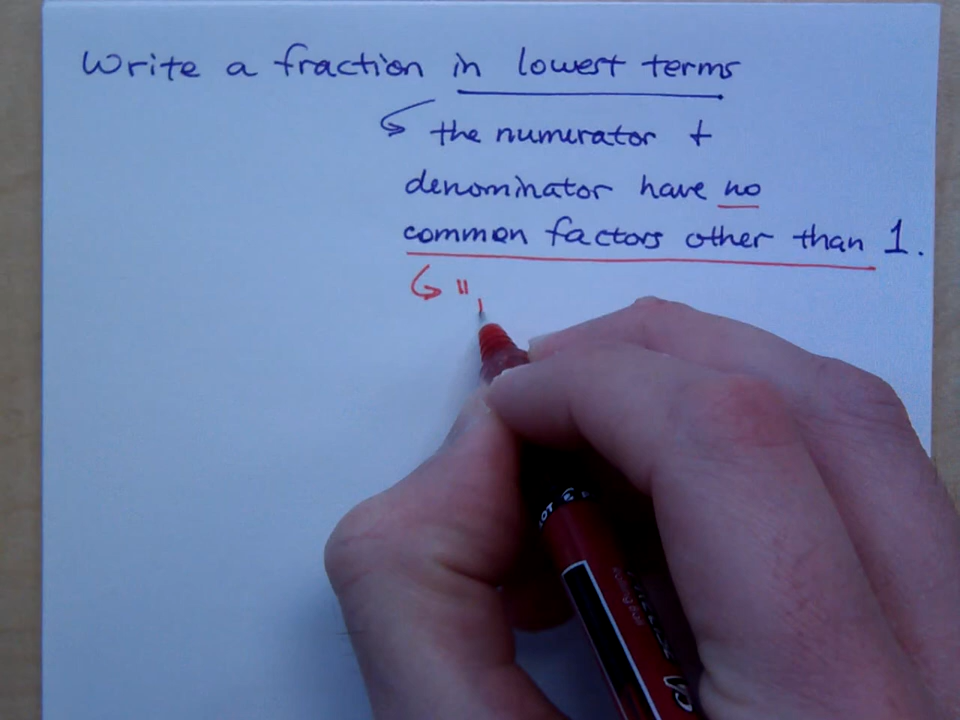 Write a fraction in lowest terms
the numerator +
denominator have no
common factors other than 1.
"